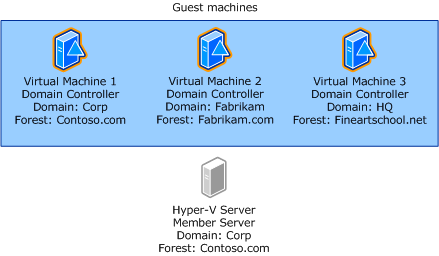 Guest machines
Virtual Machine 1
Domain Controller
Domain: Corp
Forest: Contoso.com
Virtual Machine 2
Domain Controller
Domain: Fabrikam
Forest: Fabrikam.com
Virtual Machine 3
Domain Controller
Domain: HQ
Forest: Fineartschool.net
Hyper-V Server
Member Server
Domain: Corp
Forest: Contoso.com